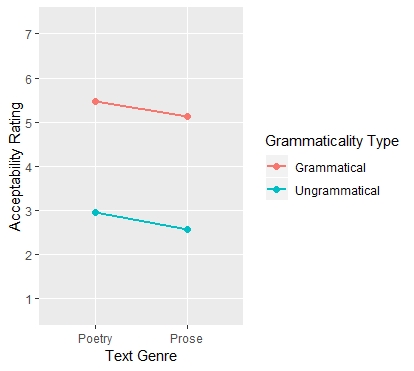 7
6
5
4
3
2
1
Acceptability Rating
Poetry
Prose
Text Genre
Grammaticality Type
Grammatical
Ungrammatical